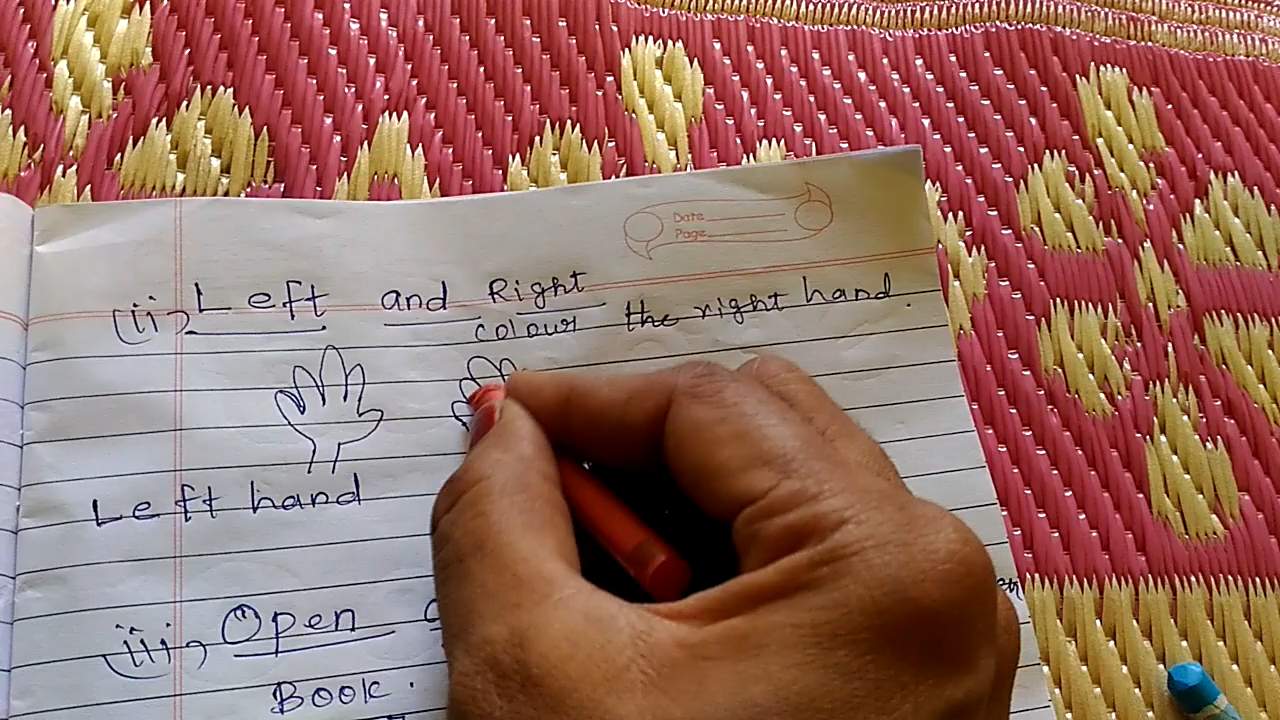 Date
Page
(ii) Left and Right
colour the right hand.
Left hand
(iii) Open
Book.